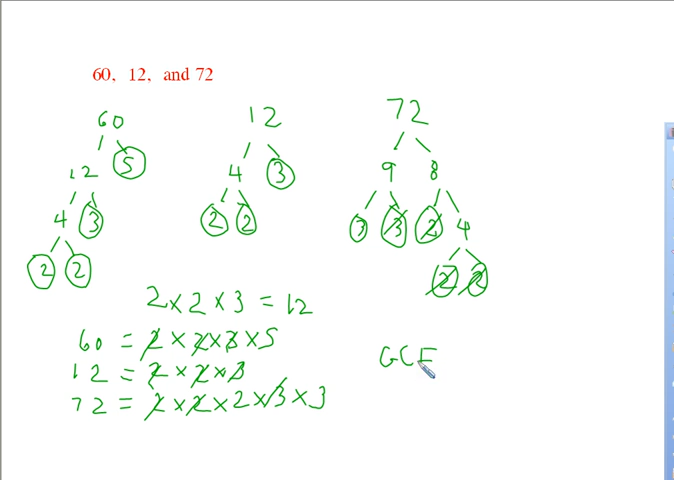 60, 12, and 72
60 12 72
12 5 4 3 9 8
4 3 2 2 3 3 2 4
2 2 2 2
2 × 2 × 3 = 12
60 = 2 × 2 × 3 × 5
12 = 2 × 2 × 3
GCF
72 = 2 × 2 × 2 × 3 × 3